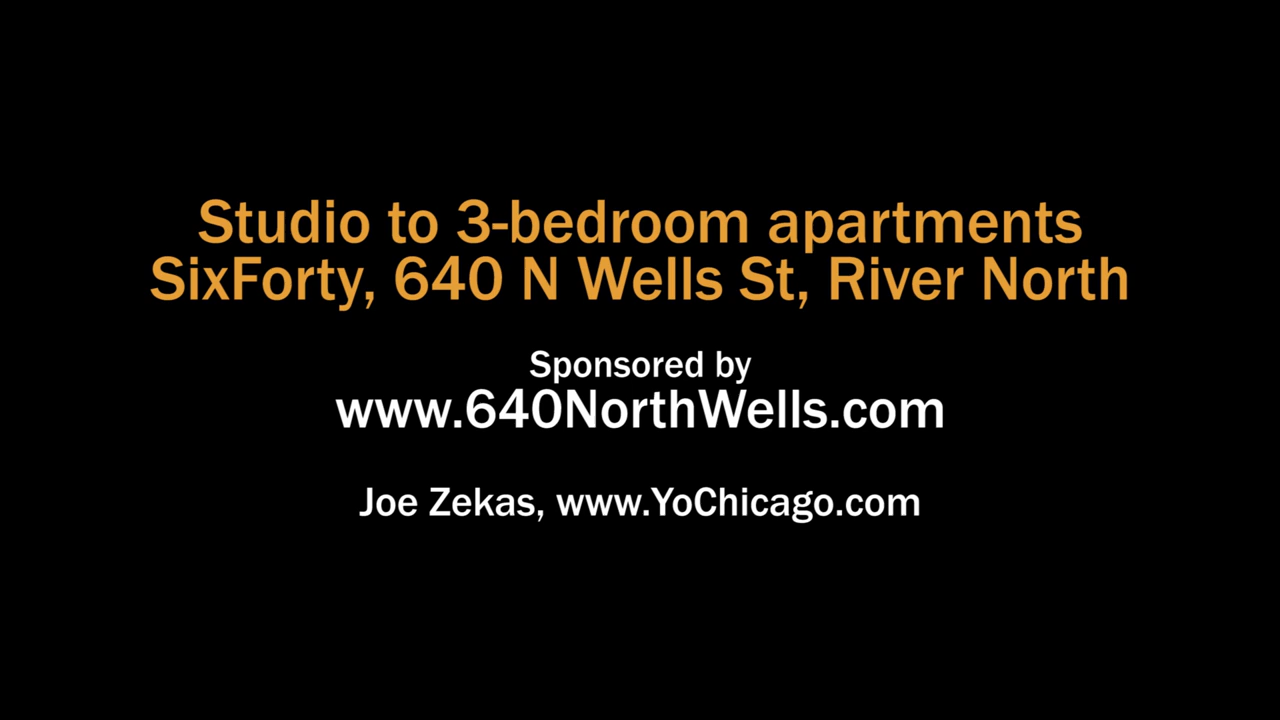 Studio to 3-bedroom apartments
SixForty, 640 N Wells St, River North
Sponsored by
www.640NorthWells.com
Joe Zekas, www.YoChicago.com